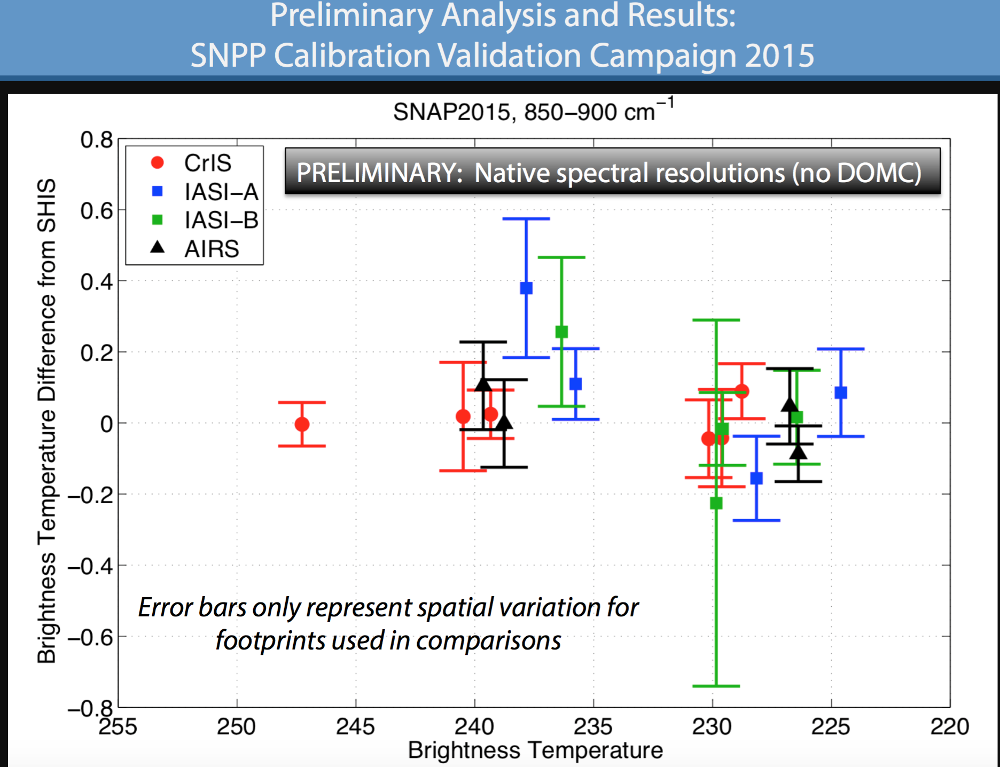 Preliminary Analysis and Results:
SNPP Calibration Validation Campaign 2015
SNAP2015, 850–900 cm⁻¹
PRELIMINARY: Native spectral resolutions (no DOMC)
CrIS
IASI–A
IASI–B
AIRS
Brightness Temperature Difference from SHIS
0.8
0.6
0.4
0.2
0
–0.2
–0.4
–0.6
–0.8
Error bars only represent spatial variation for
footprints used in comparisons
255 250 245 240 235 230 225 220
Brightness Temperature